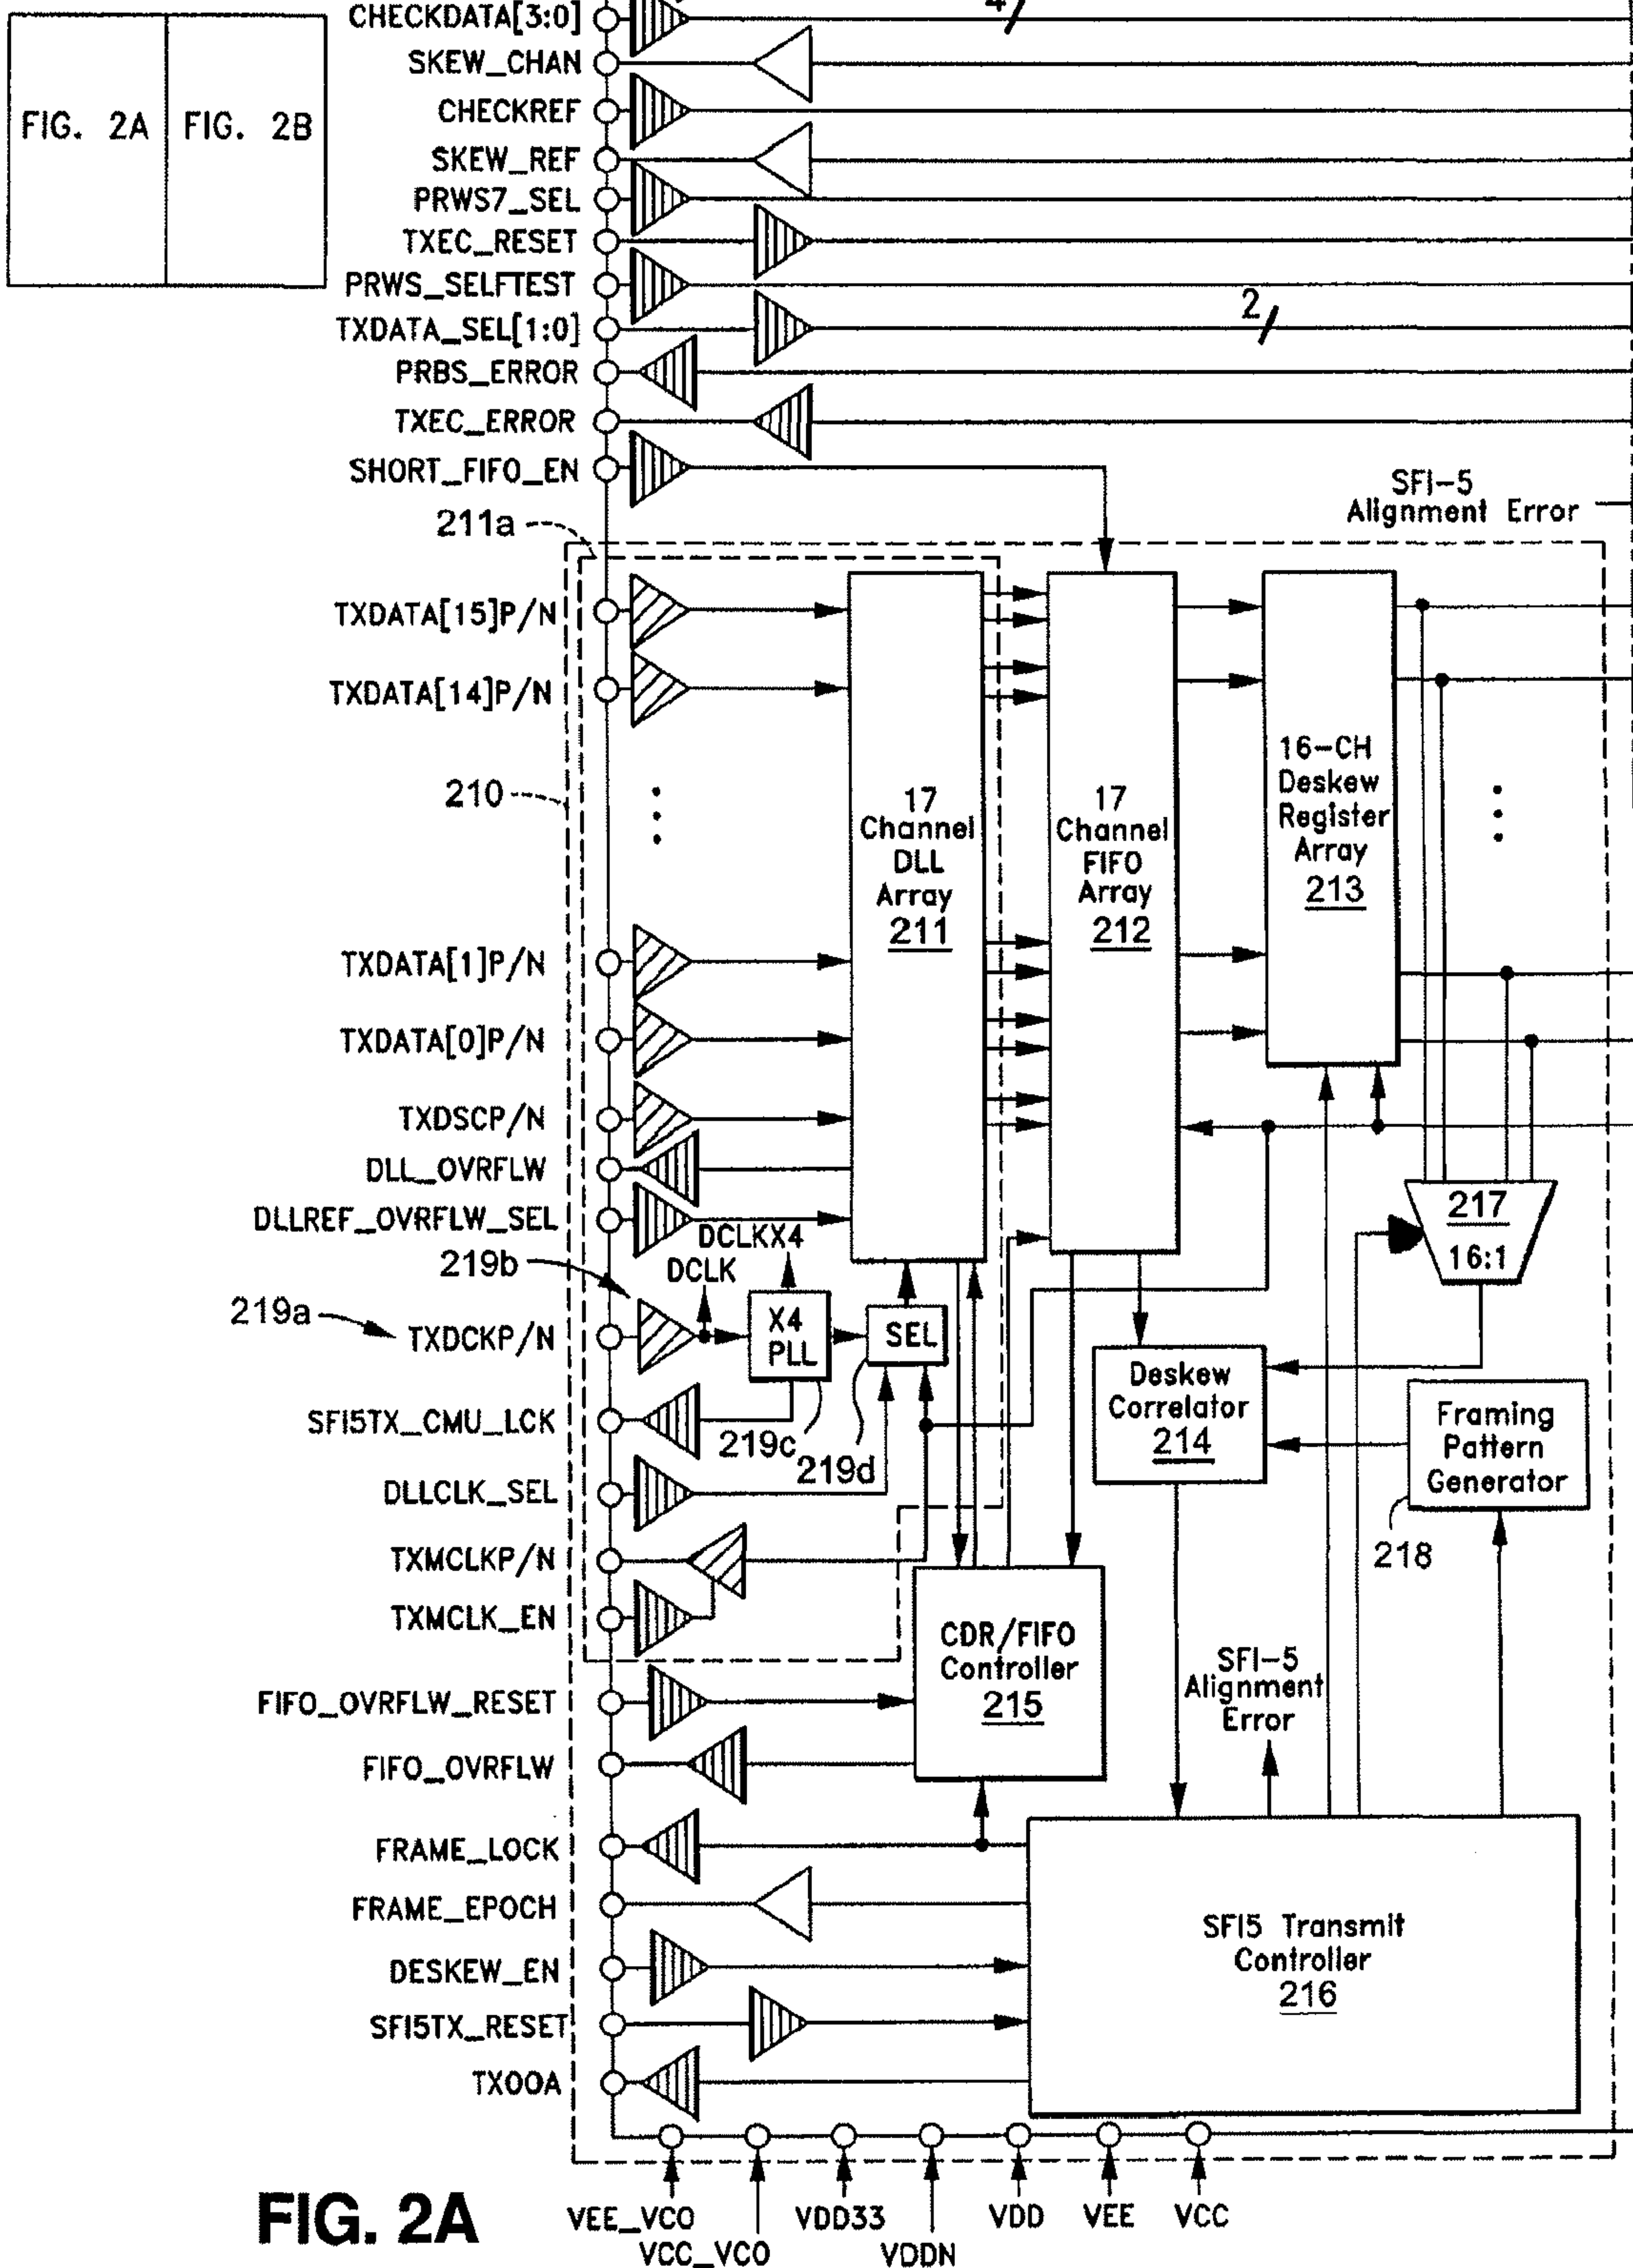 CHECKDATA[3:0]
4
SKEW_CHAN
CHECKREF
SKEW_REF
PRWS7_SEL
TXEC_RESET
PRWS_SELFTEST
TXDATA_SEL[1:0]
2
PRBS_ERROR
TXEC_ERROR
SHORT_FIFO_EN
FIG. 2A
FIG. 2B
SFI-5
Alignment Error
211a
210
TXDATA[15]P/N
TXDATA[14]P/N
TXDATA[1]P/N
TXDATA[0]P/N
TXDSCP/N
DLL_OVRFLW
DLLREF_OVRFLW_SEL
17
Channel
DLL
Array
211
17
Channel
FIFO
Array
212
16-CH
Deskew
Register
Array
213
217
16:1
DCLKX4
DCLK
219b
219a
TXDCKP/N
X4
PLL
SEL
219c
219d
SFI5TX_CMU_LCK
DLLCLK_SEL
TXMCLKP/N
TXMCLK_EN
Deskew
Correlator
214
Framing
Pattern
Generator
218
CDR/FIFO
Controller
215
SFI-5
Alignment
Error
FIFO_OVRFLW_RESET
FIFO_OVRFLW
FRAME_LOCK
FRAME_EPOCH
DESKEW_EN
SFI5TX_RESET
TXOOA
SFI5 Transmit
Controller
216
VEE_VCO
VCC_VCO
VDD33
VDDN
VDD
VEE
VCC
FIG. 2A